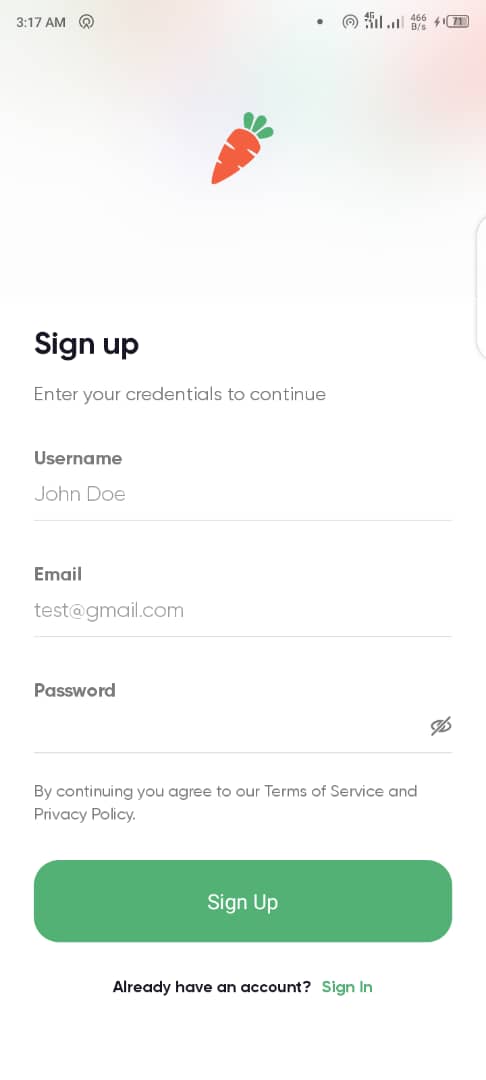 3:17 AM
4G
466
B/s
71
Sign up
Enter your credentials to continue
Username
John Doe
Email
test@gmail.com
Password
By continuing you agree to our Terms of Service and
Privacy Policy.
Sign Up
Already have an account? Sign In